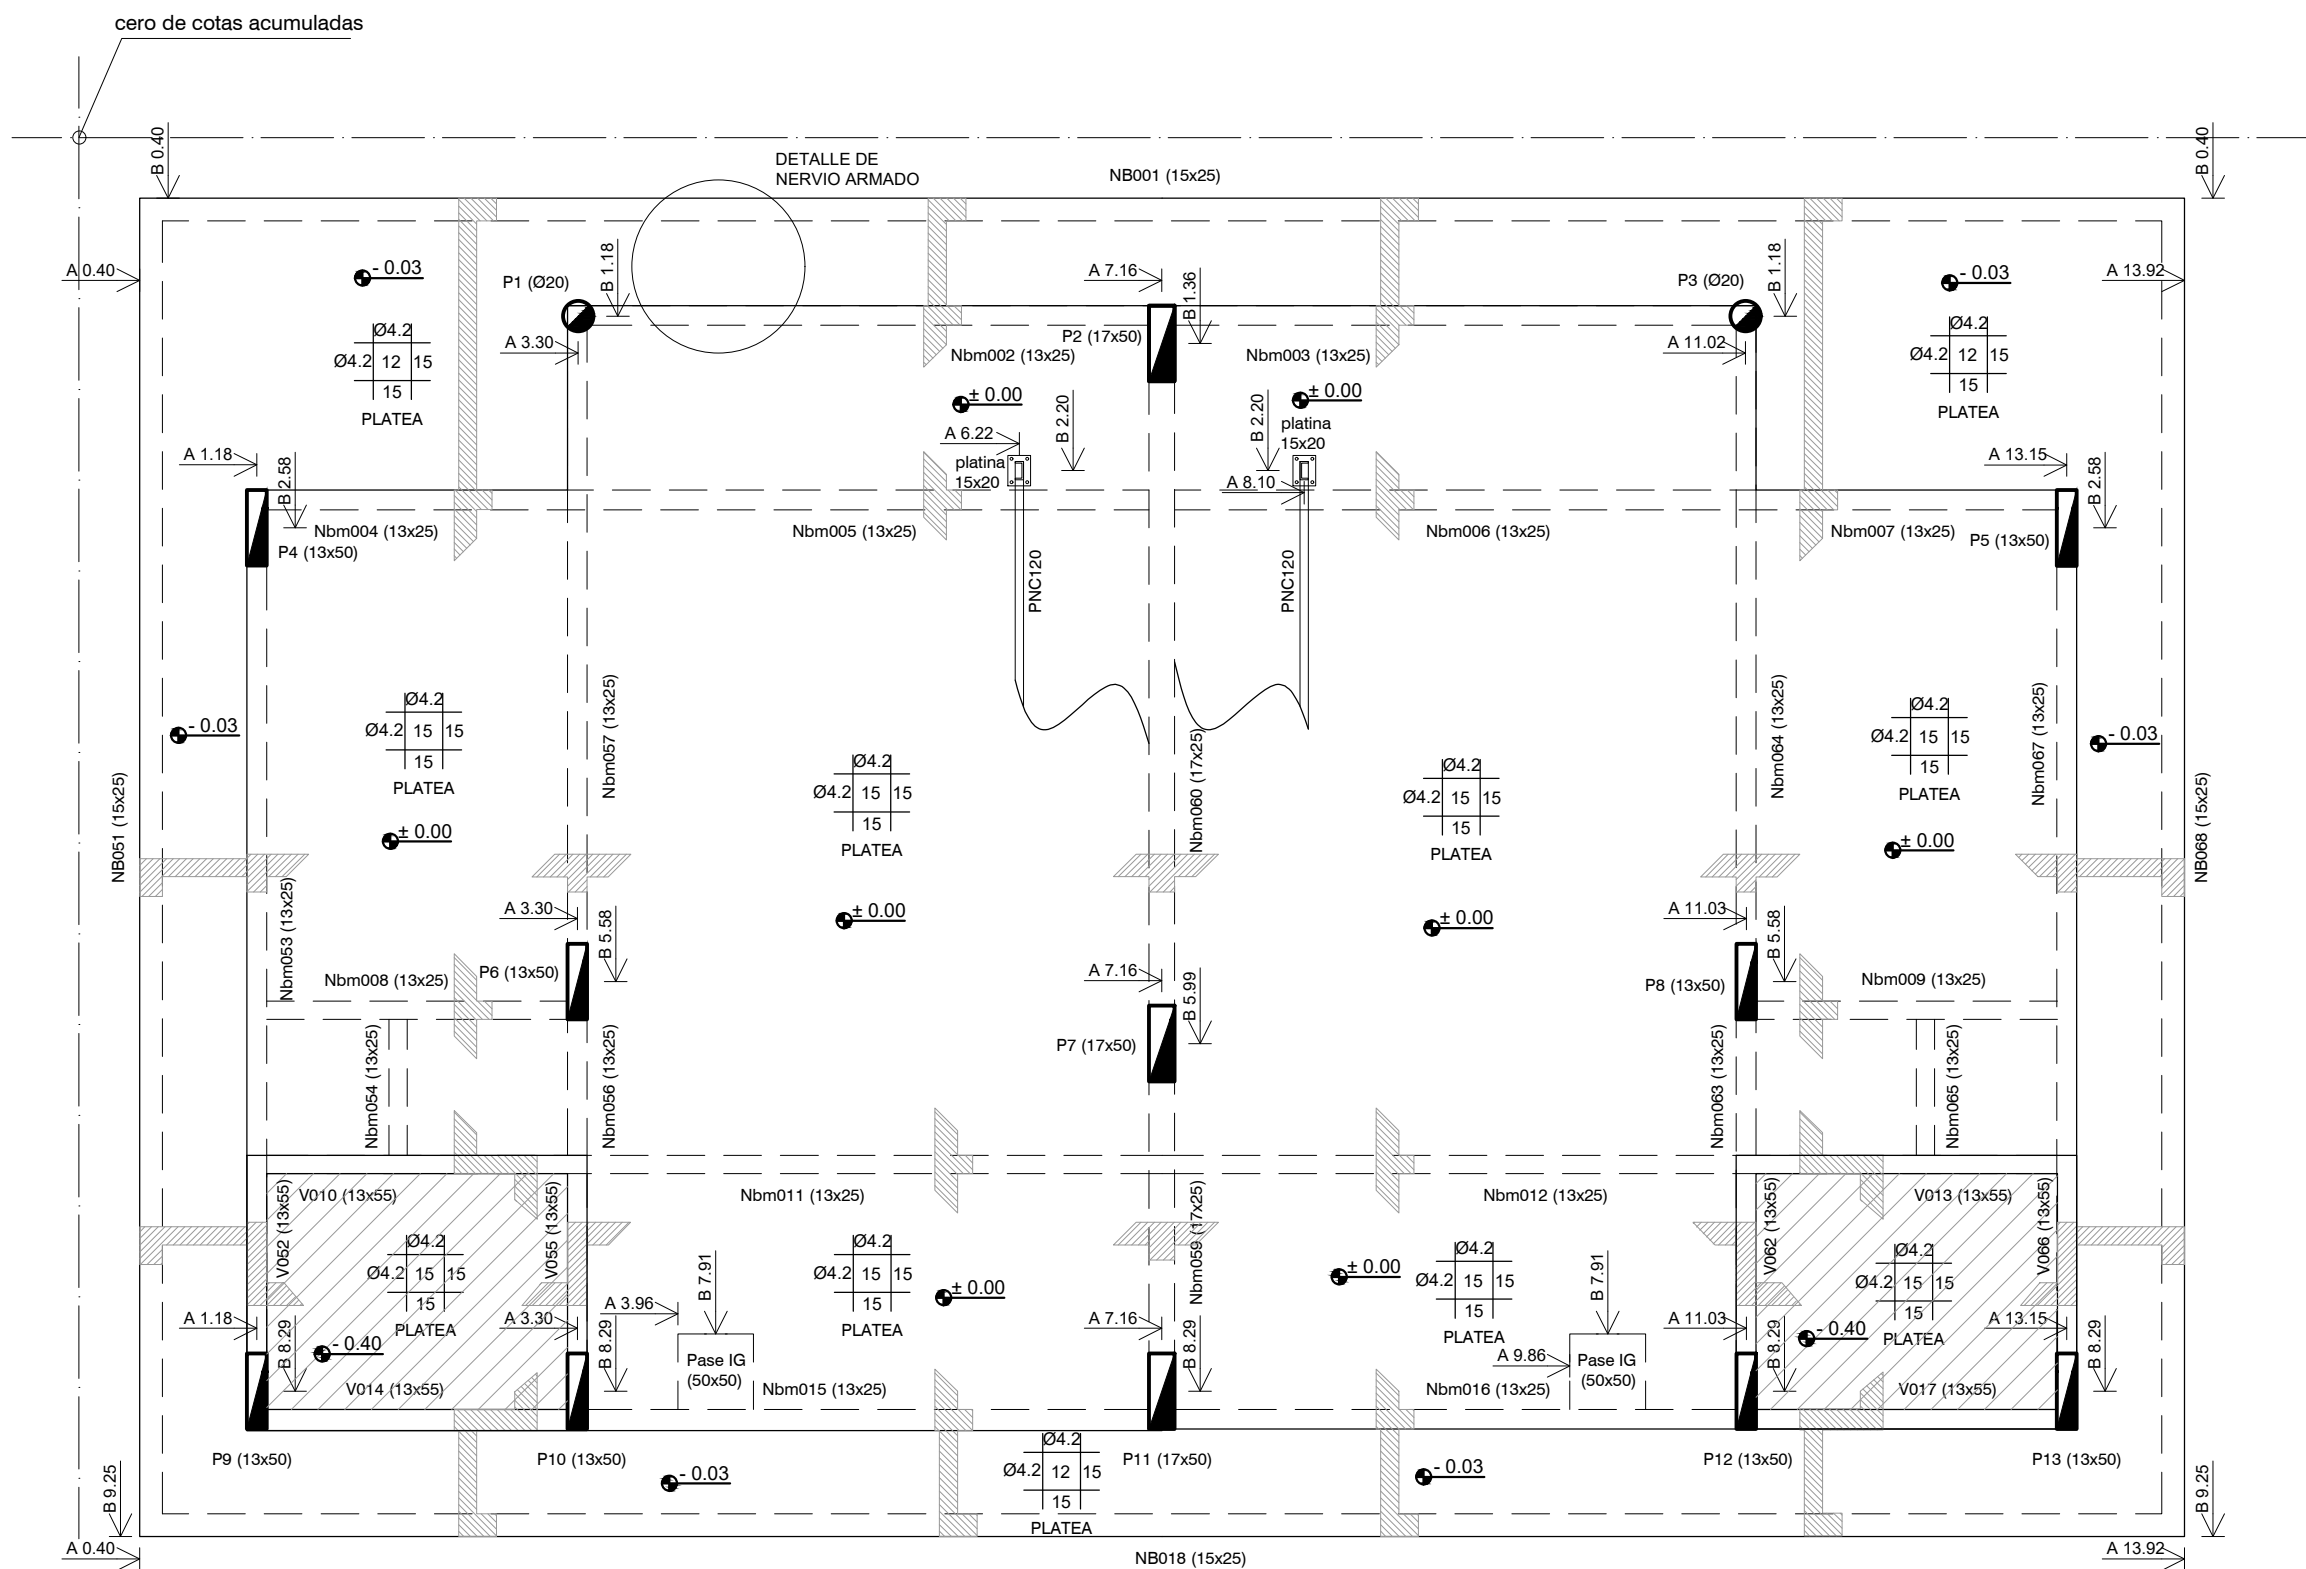 cero de cotas acumuladas
B 0.40
B 0.40
DETALLE DE
NERVIO ARMADO
NB001 (15x25)
A 0.40
- 0.03
P1 (Ø20)
B 1.18
A 7.16
B 1.36
P3 (Ø20)
B 1.18
- 0.03
A 13.92
Ø4.2
Ø4.2 12 15
15
PLATEA
A 3.30
P2 (17x50)
Nbm002 (13x25)
Nbm003 (13x25)
A 11.02
Ø4.2
Ø4.2 12 15
15
PLATEA
± 0.00
± 0.00
A 6.22
B 2.20
B 2.20
platina
15x20
platina
15x20
A 8.10
A 1.18
B 2.58
A 13.15
B 2.58
Nbm004 (13x25)
P4 (13x50)
Nbm005 (13x25)
Nbm006 (13x25)
Nbm007 (13x25)
P5 (13x50)
PNC120
PNC120
- 0.03
Ø4.2
Ø4.2 15 15
15
PLATEA
± 0.00
Nbm057 (13x25)
Ø4.2
Ø4.2 15 15
15
PLATEA
± 0.00
Nbm060 (17x25)
Ø4.2
Ø4.2 15 15
15
PLATEA
± 0.00
Nbm064 (13x25)
Ø4.2
Ø4.2 15 15
15
PLATEA
± 0.00
Nbm067 (13x25)
- 0.03
NB051 (15x25)
NB068 (15x25)
Nbm053 (13x25)
A 3.30
B 5.58
A 11.03
B 5.58
Nbm008 (13x25)
P6 (13x50)
A 7.16
B 5.99
P8 (13x50)
Nbm009 (13x25)
P7 (17x50)
Nbm054 (13x25)
Nbm056 (13x25)
Nbm063 (13x25)
Nbm065 (13x25)
V010 (13x55)
Nbm011 (13x25)
Nbm012 (13x25)
V013 (13x55)
V052 (13x55)
V055 (13x55)
Nbm059 (17x25)
V062 (13x55)
V066 (13x55)
Ø4.2
Ø4.2 15 15
15
PLATEA
- 0.40
B 7.91
Ø4.2
Ø4.2 15 15
15
PLATEA
± 0.00
± 0.00
Ø4.2
Ø4.2 15 15
15
PLATEA
B 7.91
Ø4.2
Ø4.2 15 15
15
PLATEA
- 0.40
A 3.96
A 1.18
A 3.30
A 7.16
A 11.03
A 13.15
B 8.29
B 8.29
B 8.29
B 8.29
B 8.29
A 9.86
Pase IG
(50x50)
Pase IG
(50x50)
V014 (13x55)
Nbm015 (13x25)
Nbm016 (13x25)
V017 (13x55)
P9 (13x50)
P10 (13x50)
P11 (17x50)
P12 (13x50)
P13 (13x50)
Ø4.2
Ø4.2 12 15
15
PLATEA
- 0.03
- 0.03
B 9.25
B 9.25
A 0.40
NB018 (15x25)
A 13.92